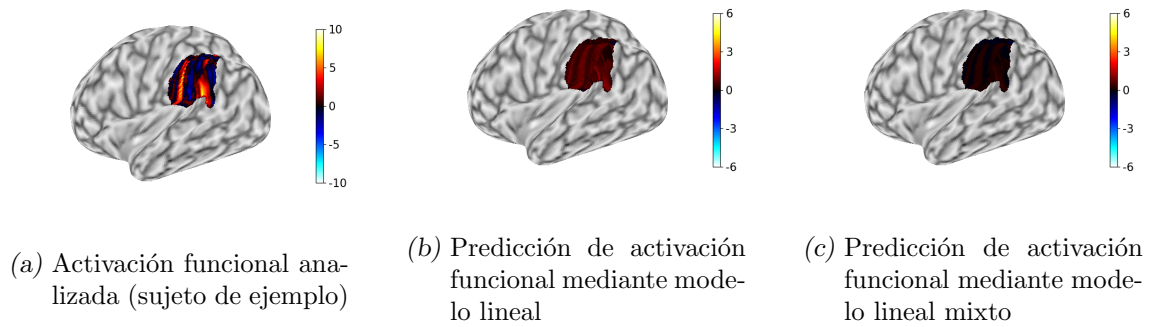 10
5
0
-5
-10
6
3
0
-3
-6
6
3
0
-3
-6
(a) Activación funcional ana-
lizada (sujeto de ejemplo)
(b) Predicción de activación
funcional mediante mode-
lo lineal
(c) Predicción de activación
funcional mediante mode-
lo lineal mixto